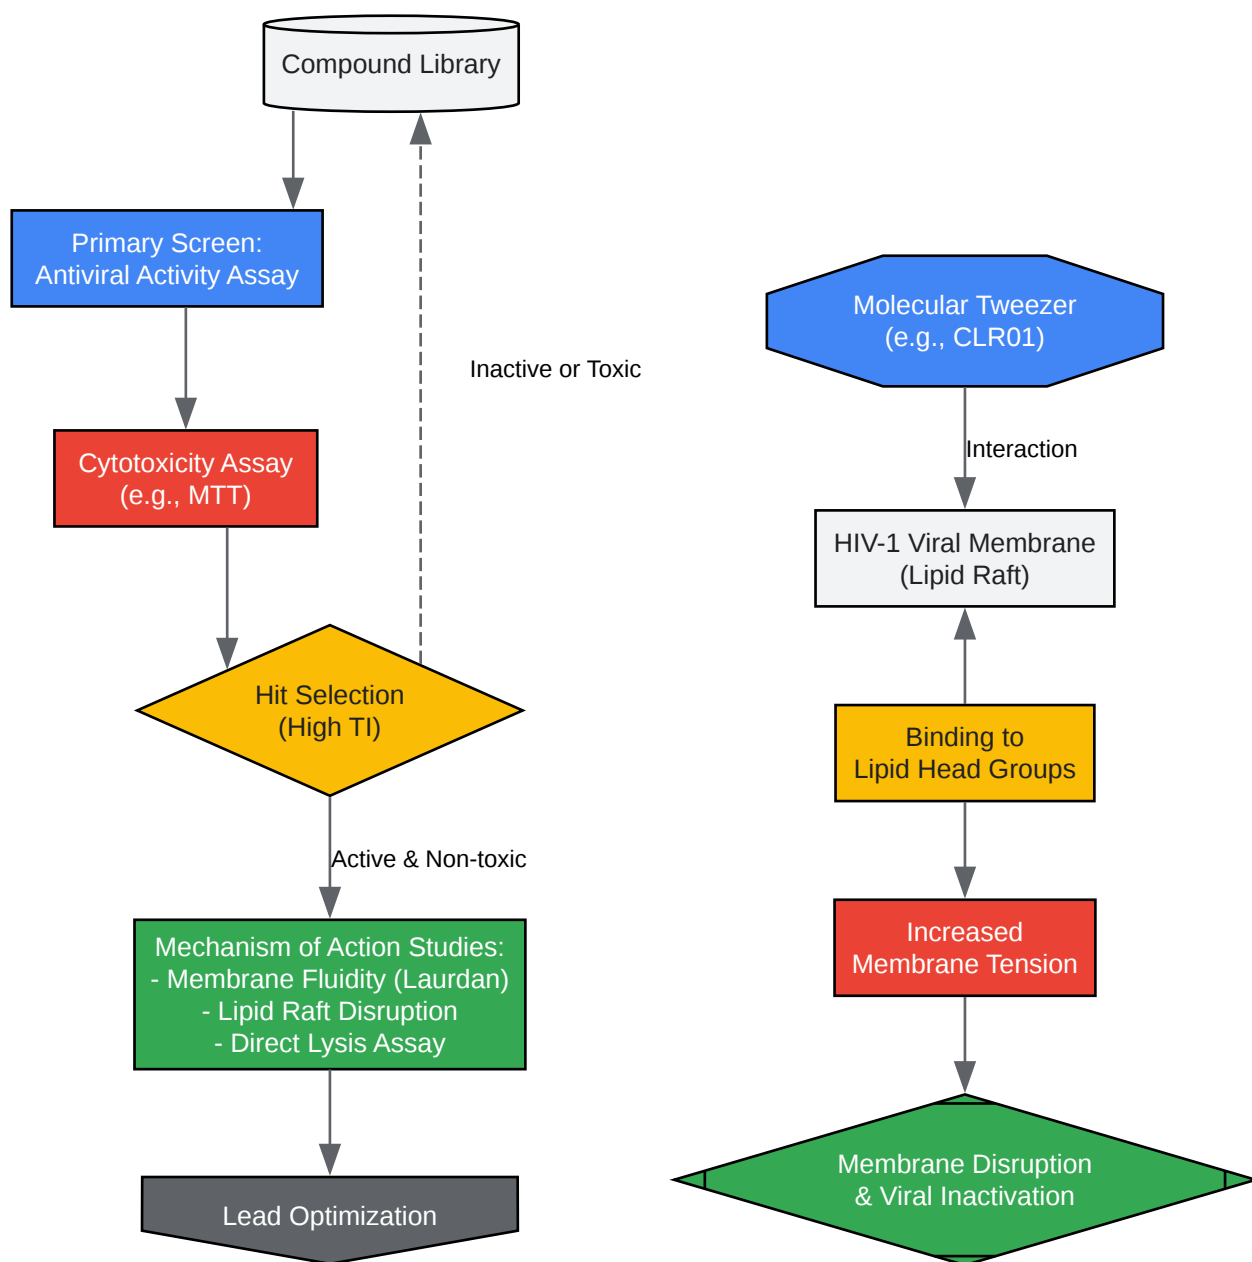 Compound Library
Primary Screen:
Antiviral Activity Assay
Inactive or Toxic
Cytotoxicity Assay
(e.g., MTT)
Hit Selection
(High TI)
Active & Non-toxic
Mechanism of Action Studies:
- Membrane Fluidity (Laurdan)
- Lipid Raft Disruption
- Direct Lysis Assay
Lead Optimization
Molecular Tweezer
(e.g., CLR01)
Interaction
HIV-1 Viral Membrane
(Lipid Raft)
Binding to
Lipid Head Groups
Increased
Membrane Tension
Membrane Disruption
& Viral Inactivation